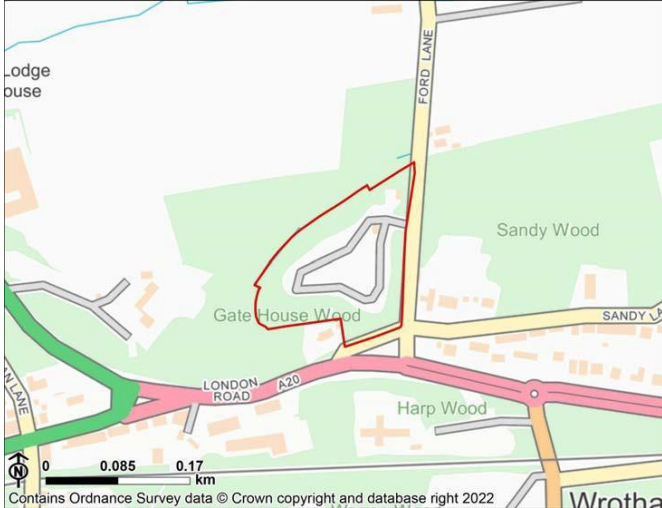 Lodge
ouse
FORD LANE
Sandy Wood
Gate House Wood
SANDY LA
AN LANE
LONDON
ROAD
A20
Harp Wood
N
0 0.085 0.17
km
Contains Ordnance Survey data © Crown copyright and database right 2022
Wrotha